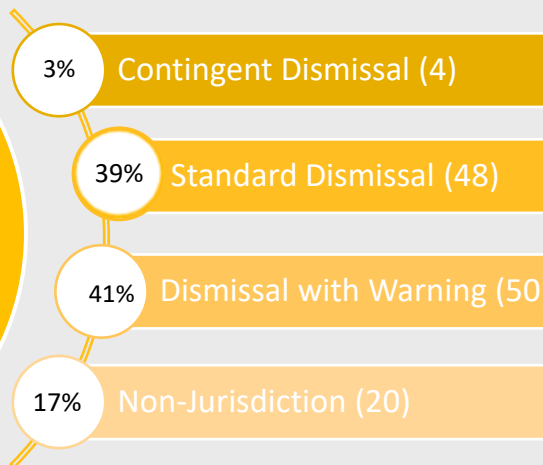 3% Contingent Dismissal (4)
39% Standard Dismissal (48)
41% Dismissal with Warning (50
17% Non-Jurisdiction (20)